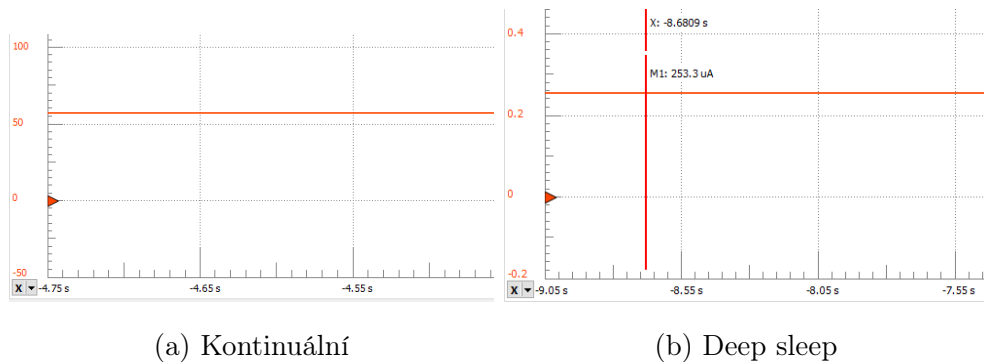 100
50
0
-50
X
-4.75 s
-4.65 s
-4.55 s
0.4
0.2
0
-0.2
X: -8.6809 s
M1: 253.3 uA
X
-9.05 s
-8.55 s
-8.05 s
-7.55 s
(a) Kontinuální
(b) Deep sleep